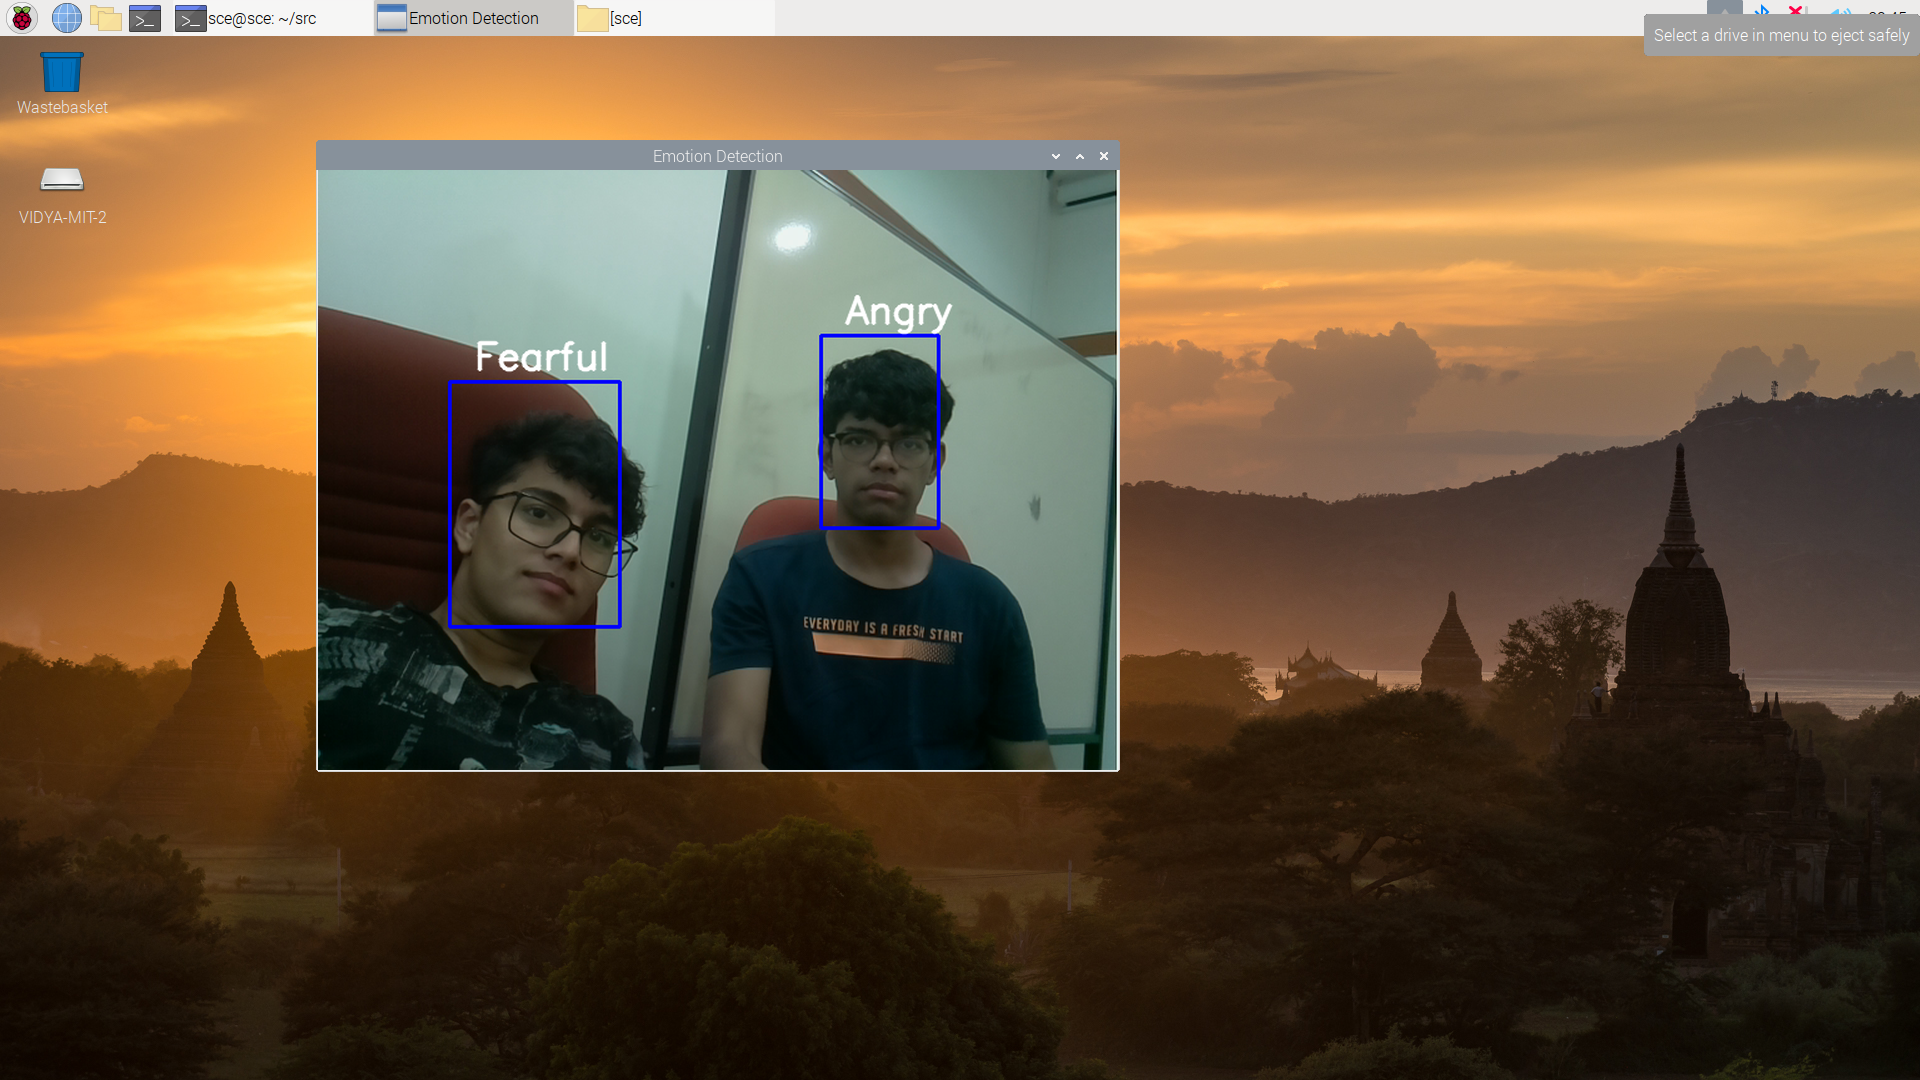 sce@sce: ~/src
Emotion Detection
[sce]
Select a drive in menu to eject safely
Wastebasket
VIDYA-MIT-2
Emotion Detection
Angry
Fearful
EVERYDAY IS A FRESH START